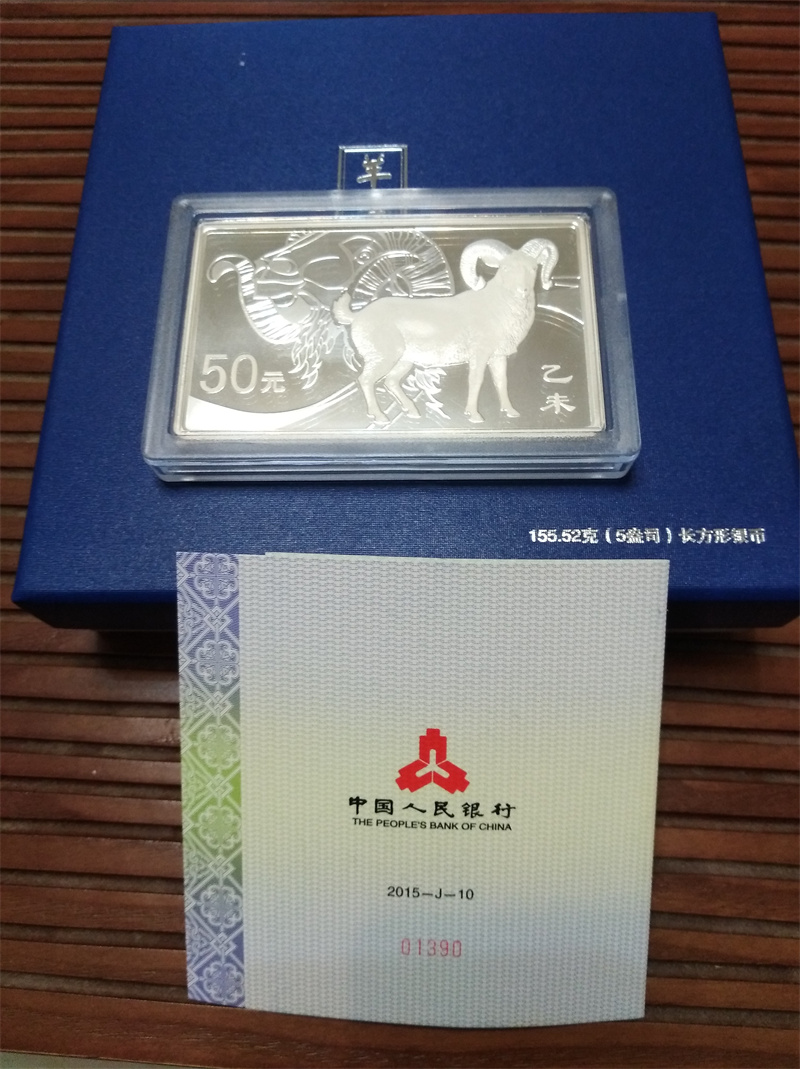 羊
50元
乙
未
155.52克（5盎司）长方形银币
中国人民银行
THE PEOPLE'S BANK OF CHINA
2015—J—10
01390